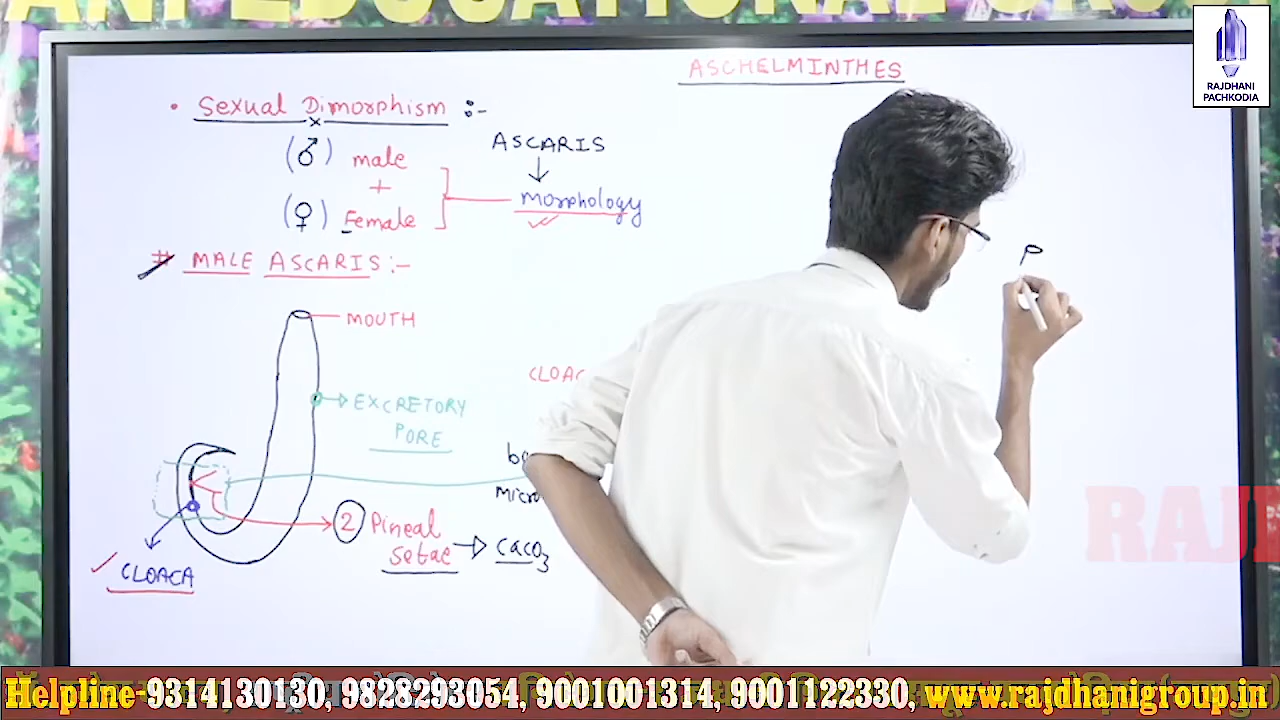 RAJDHANI
PACHKODIA
ASCHELMINTHES
• Sexual Dimorphism :-
(♂) male
+
(♀) Female
ASCARIS
Morphology
# MALE ASCARIS :-
MOUTH
EXCRETORY
PORE
CLOAC
Micro
② Pineal
Setae → CaCO3
CLOACA
P
Helpline-9314130130, 9828293054, 9001001314, 9001122330, www.rajdhanigroup.in